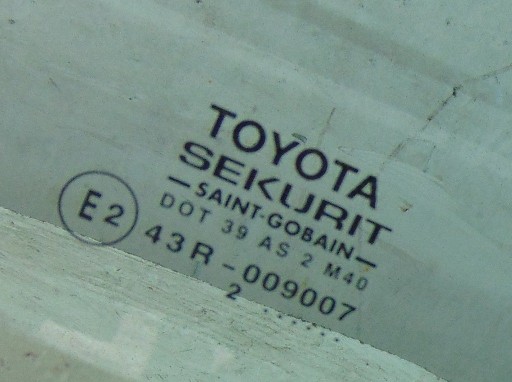 TOYOTA
SEKURIT
SAINT-GOBAIN
DOT 39 AS 2 M40
E2
43R-009007
2